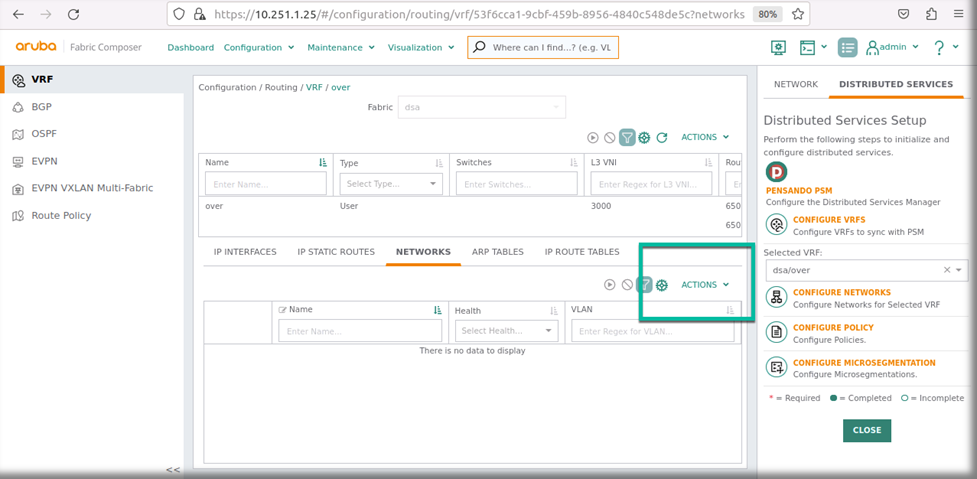 https://10.251.1.25/#/configuration/routing/vrf/53f6cca1-9cbf-459b-8956-4840c548de5c?networks 80%
aruba Fabric Composer Dashboard Configuration Maintenance Visualization Where can I find...? (e.g. VL admin ?
VRF
BGP
OSPF
EVPN
EVPN VXLAN Multi-Fabric
Route Policy
<<
Configuration / Routing / VRF / over
Fabric dsa
ACTIONS
Name Type Switches L3 VNI Rou
Enter Name... Select Type... Enter Switches... Enter Regex for L3 VNI... En
over User 3000 650
650
IP INTERFACES IP STATIC ROUTES NETWORKS ARP TABLES IP ROUTE TABLES
ACTIONS
Name Health VLAN
Enter Name... Select Health... Enter Regex for VLAN...
There is no data to display
NETWORK DISTRIBUTED SERVICES
Distributed Services Setup
Perform the following steps to initialize and
configure distributed services.
PENSANDO PSM
Configure the Distributed Services Manager
CONFIGURE VRFS
Configure VRFs to sync with PSM
Selected VRF:
dsa/over
CONFIGURE NETWORKS
Configure Networks for Selected VRF
CONFIGURE POLICY
Configure Policies.
CONFIGURE MICROSEGMENTATION
Configure Microsegmentations.
* = Required = Completed = Incomplete
CLOSE